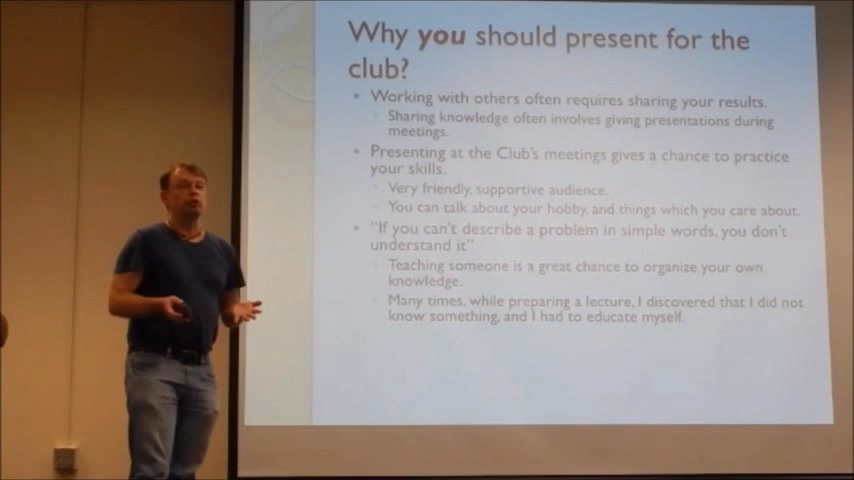 Why you should present for the
club?
Working with others often requires sharing your results.
Sharing knowledge often involves giving presentations during
meetings.
Presenting at the Club's meetings gives a chance to practice
your skills.
Very friendly, supportive audience.
You can talk about your hobby, and things which you care about.
"If you can't describe a problem in simple words, you don't
understand it"
Teaching someone is a great chance to organize your own
knowledge.
Many times, while preparing a lecture, I discovered that I did not
know something, and I had to educate myself.